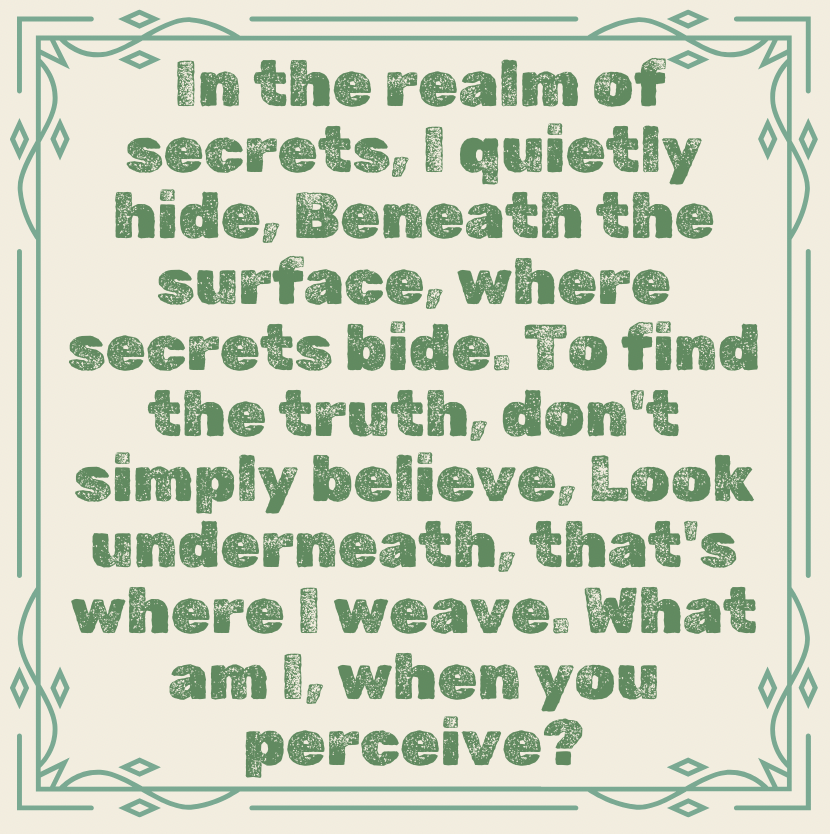 In the realm of
secrets, I quietly
hide, Beneath the
surface, where
secrets bide. To find
the truth, don't
simply believe, Look
underneath, that's
where I weave. What
am I, when you
perceive?